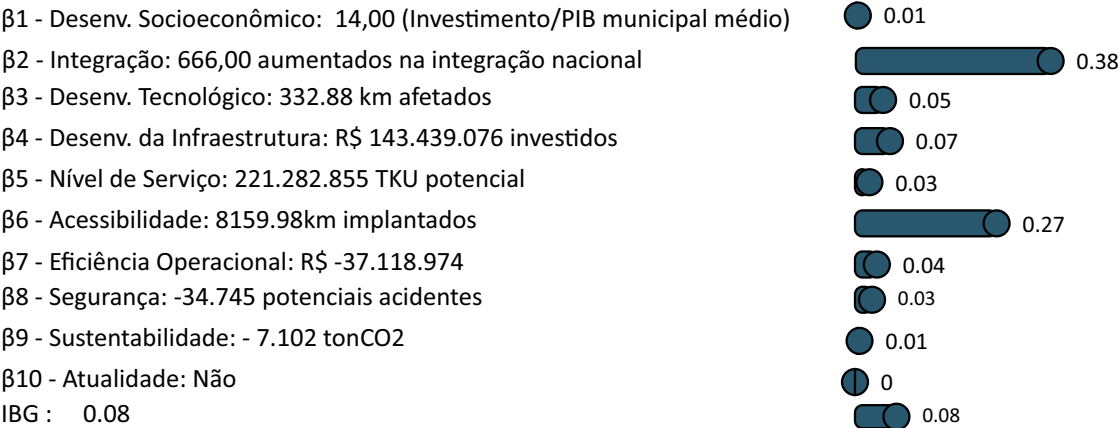 β1 - Desenv. Socioeconômico: 14,00 (Investimento/PIB municipal médio) 0.01
β2 - Integração: 666,00 aumentados na integração nacional 0.38
β3 - Desenv. Tecnológico: 332.88 km afetados 0.05
β4 - Desenv. da Infraestrutura: R$ 143.439.076 investidos 0.07
β5 - Nível de Serviço: 221.282.855 TKU potencial 0.03
β6 - Acessibilidade: 8159.98km implantados 0.27
β7 - Eficiência Operacional: R$ -37.118.974 0.04
β8 - Segurança: -34.745 potenciais acidentes 0.03
β9 - Sustentabilidade: - 7.102 tonCO2 0.01
β10 - Atualidade: Não 0
IBG : 0.08 0.08